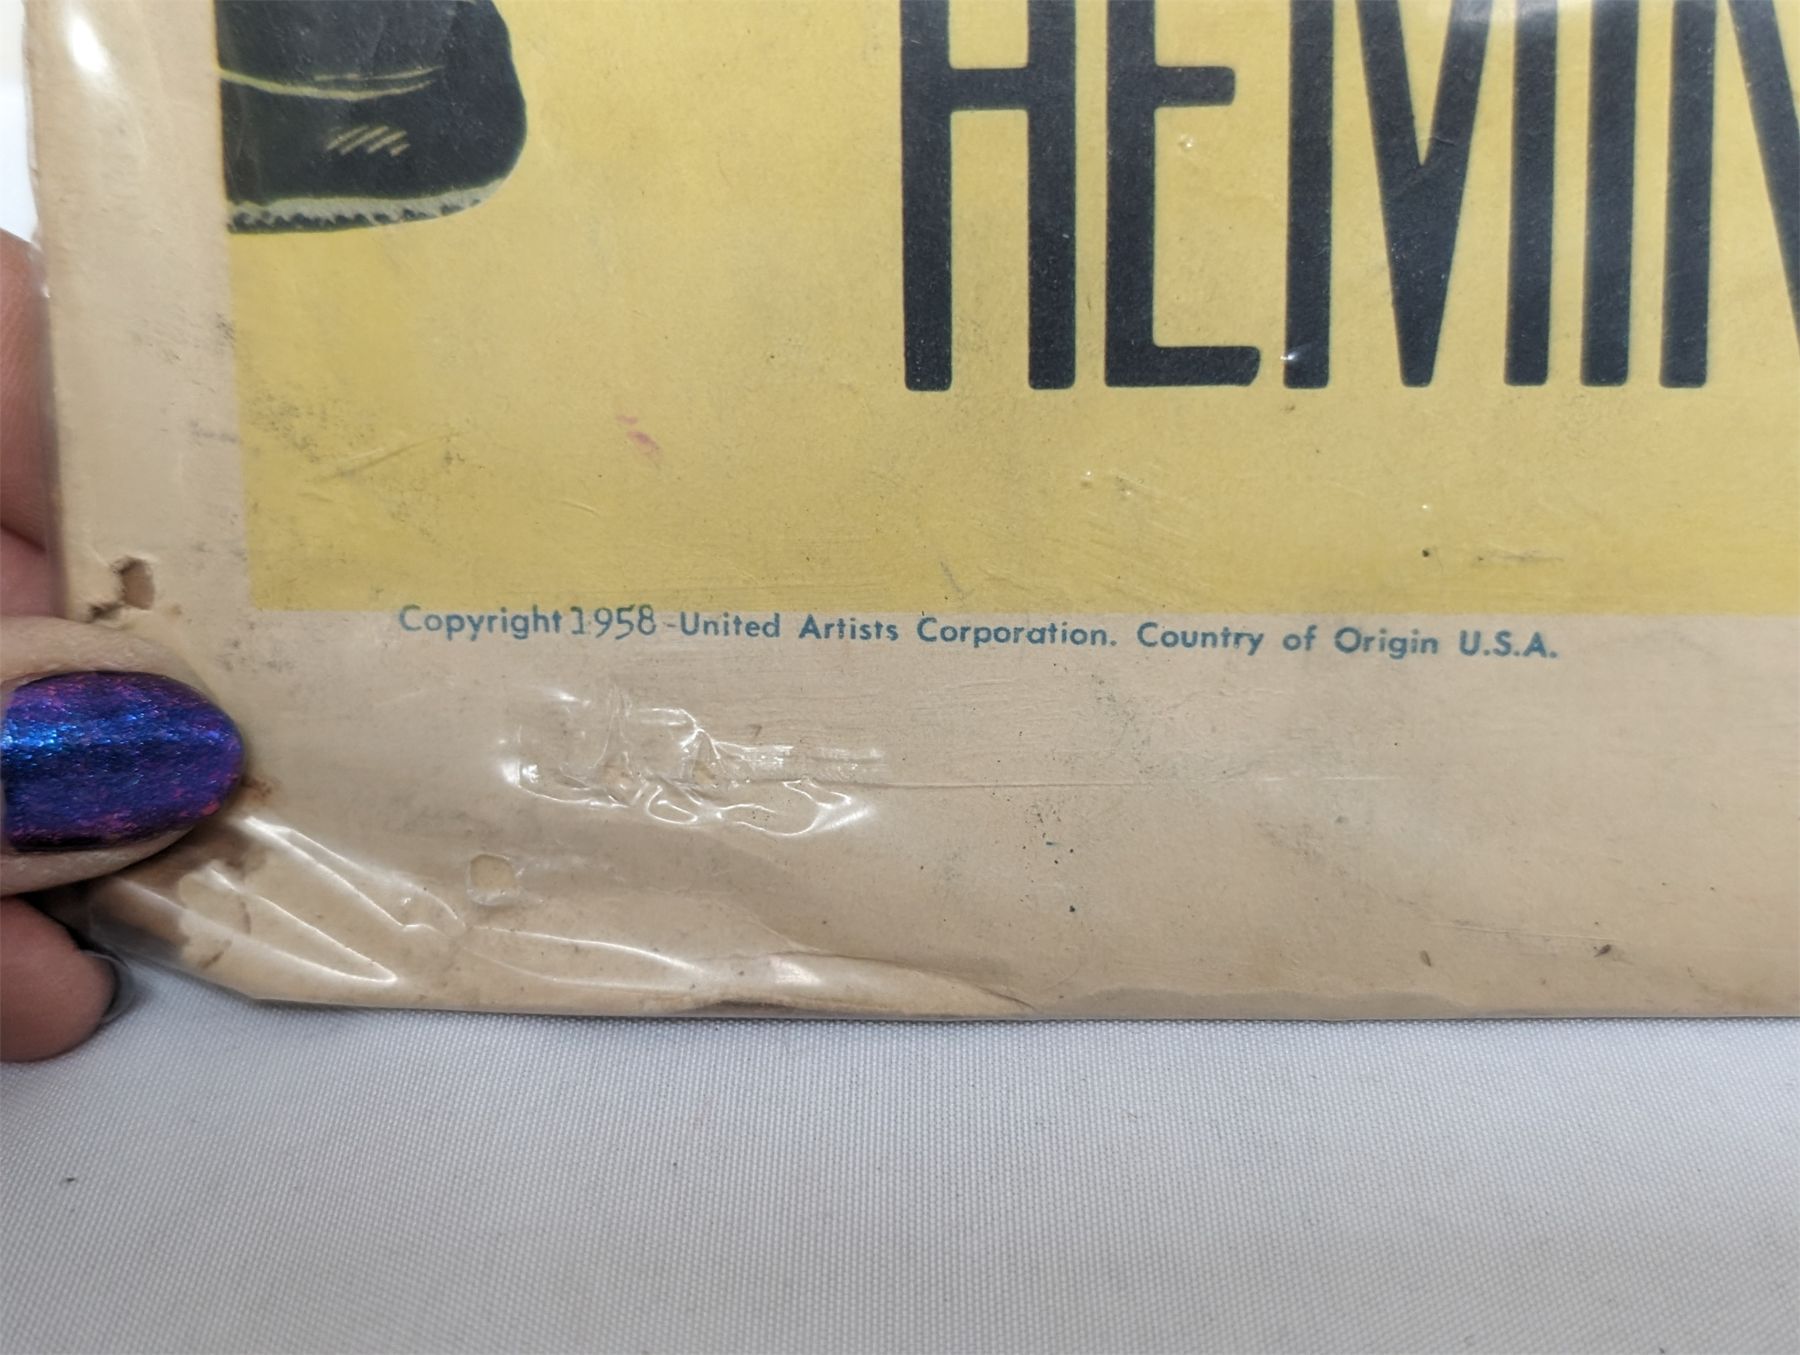 HEMIN
Copyright 1958-United Artists Corporation. Country of Origin U.S.A.